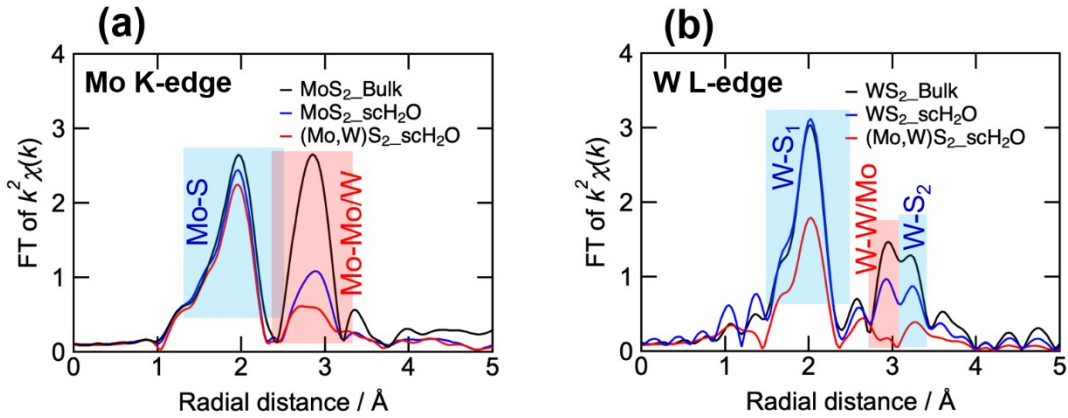 (a)
Mo K-edge
MoS₂_Bulk
MoS₂_scH₂O
(Mo,W)S₂_scH₂O
Mo-S
Mo-Mo/W
FT of k²χ(k)
4
3
2
1
0
0 1 2 3 4 5
Radial distance / Å
(b)
W L-edge
WS₂_Bulk
WS₂_scH₂O
(Mo,W)S₂_scH₂O
W-S₁
W-W/Mo
W-S₂
FT of k²χ(k)
4
3
2
1
0
0 1 2 3 4 5
Radial distance / Å